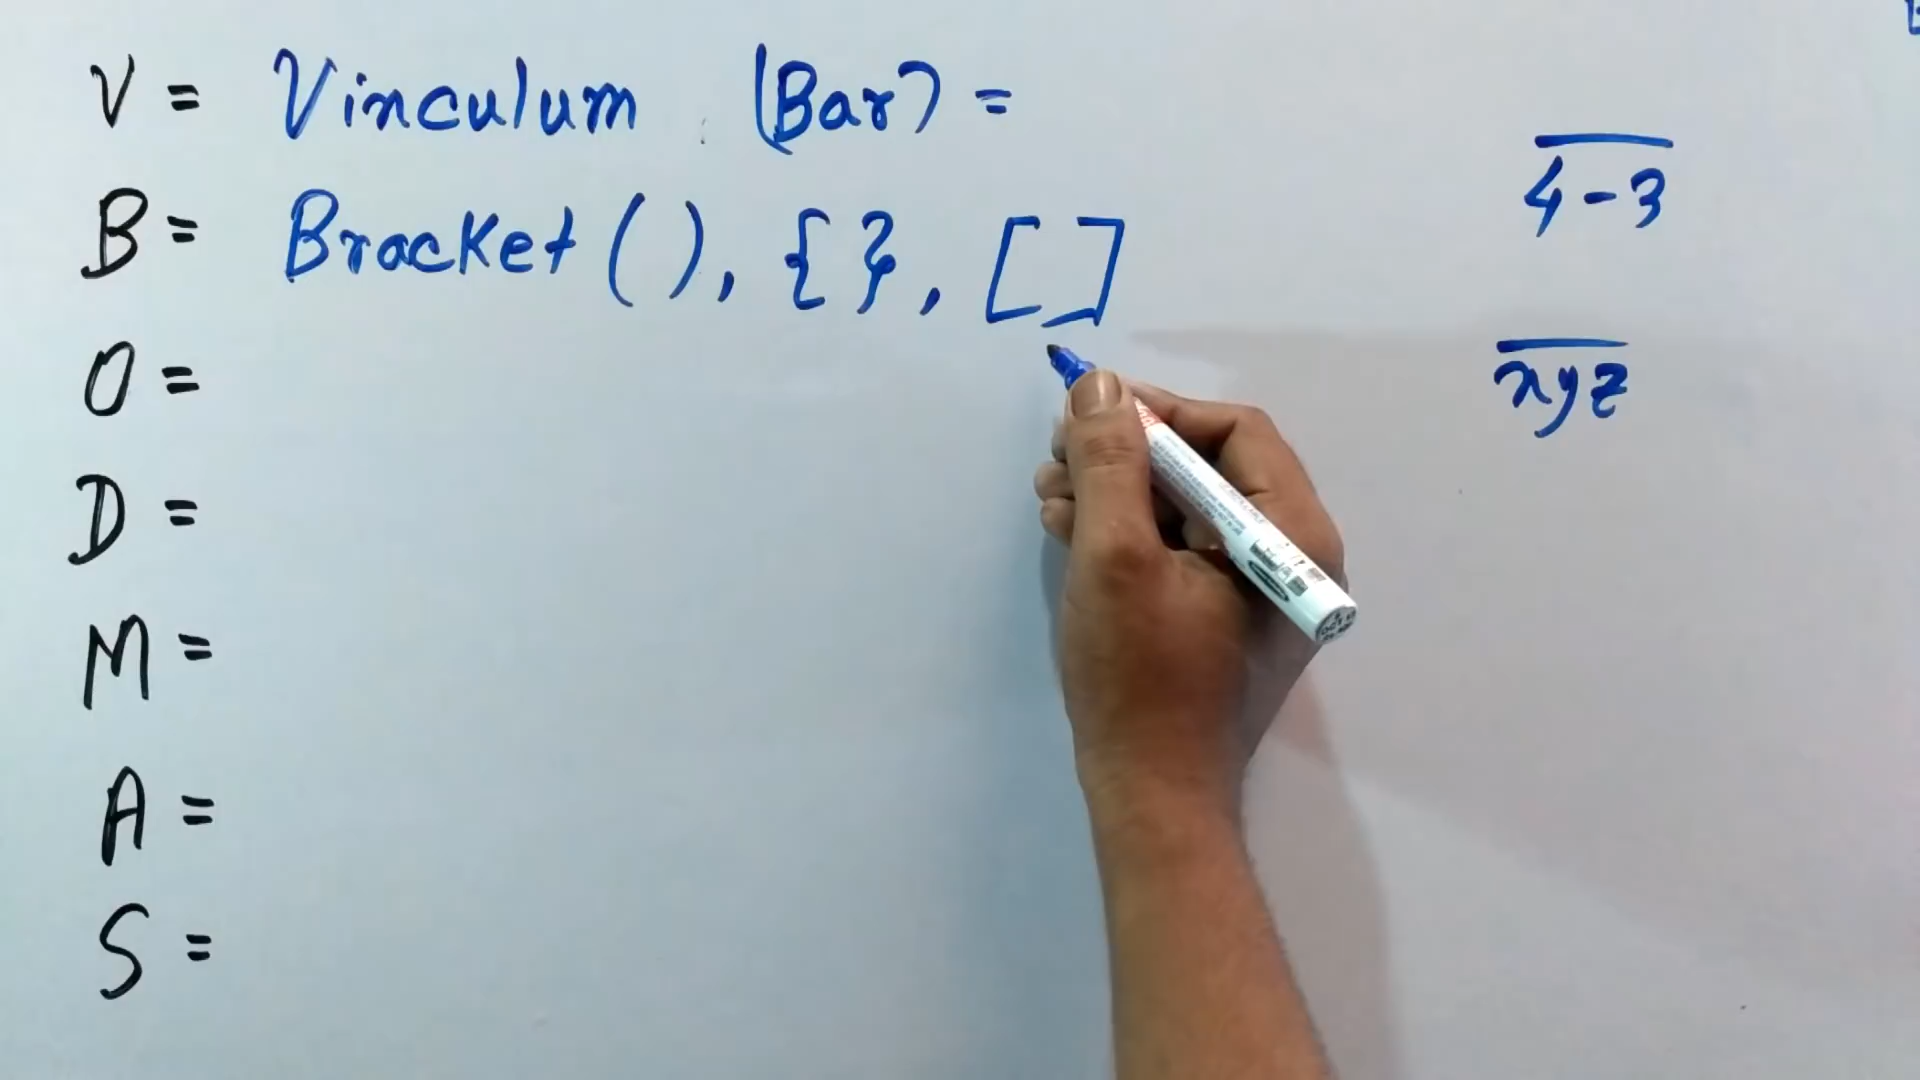 V = Vinculum (Bar) =
4-3
B = Bracket ( ), { }, [ ]
O =
xyz
D =
M =
A =
S =